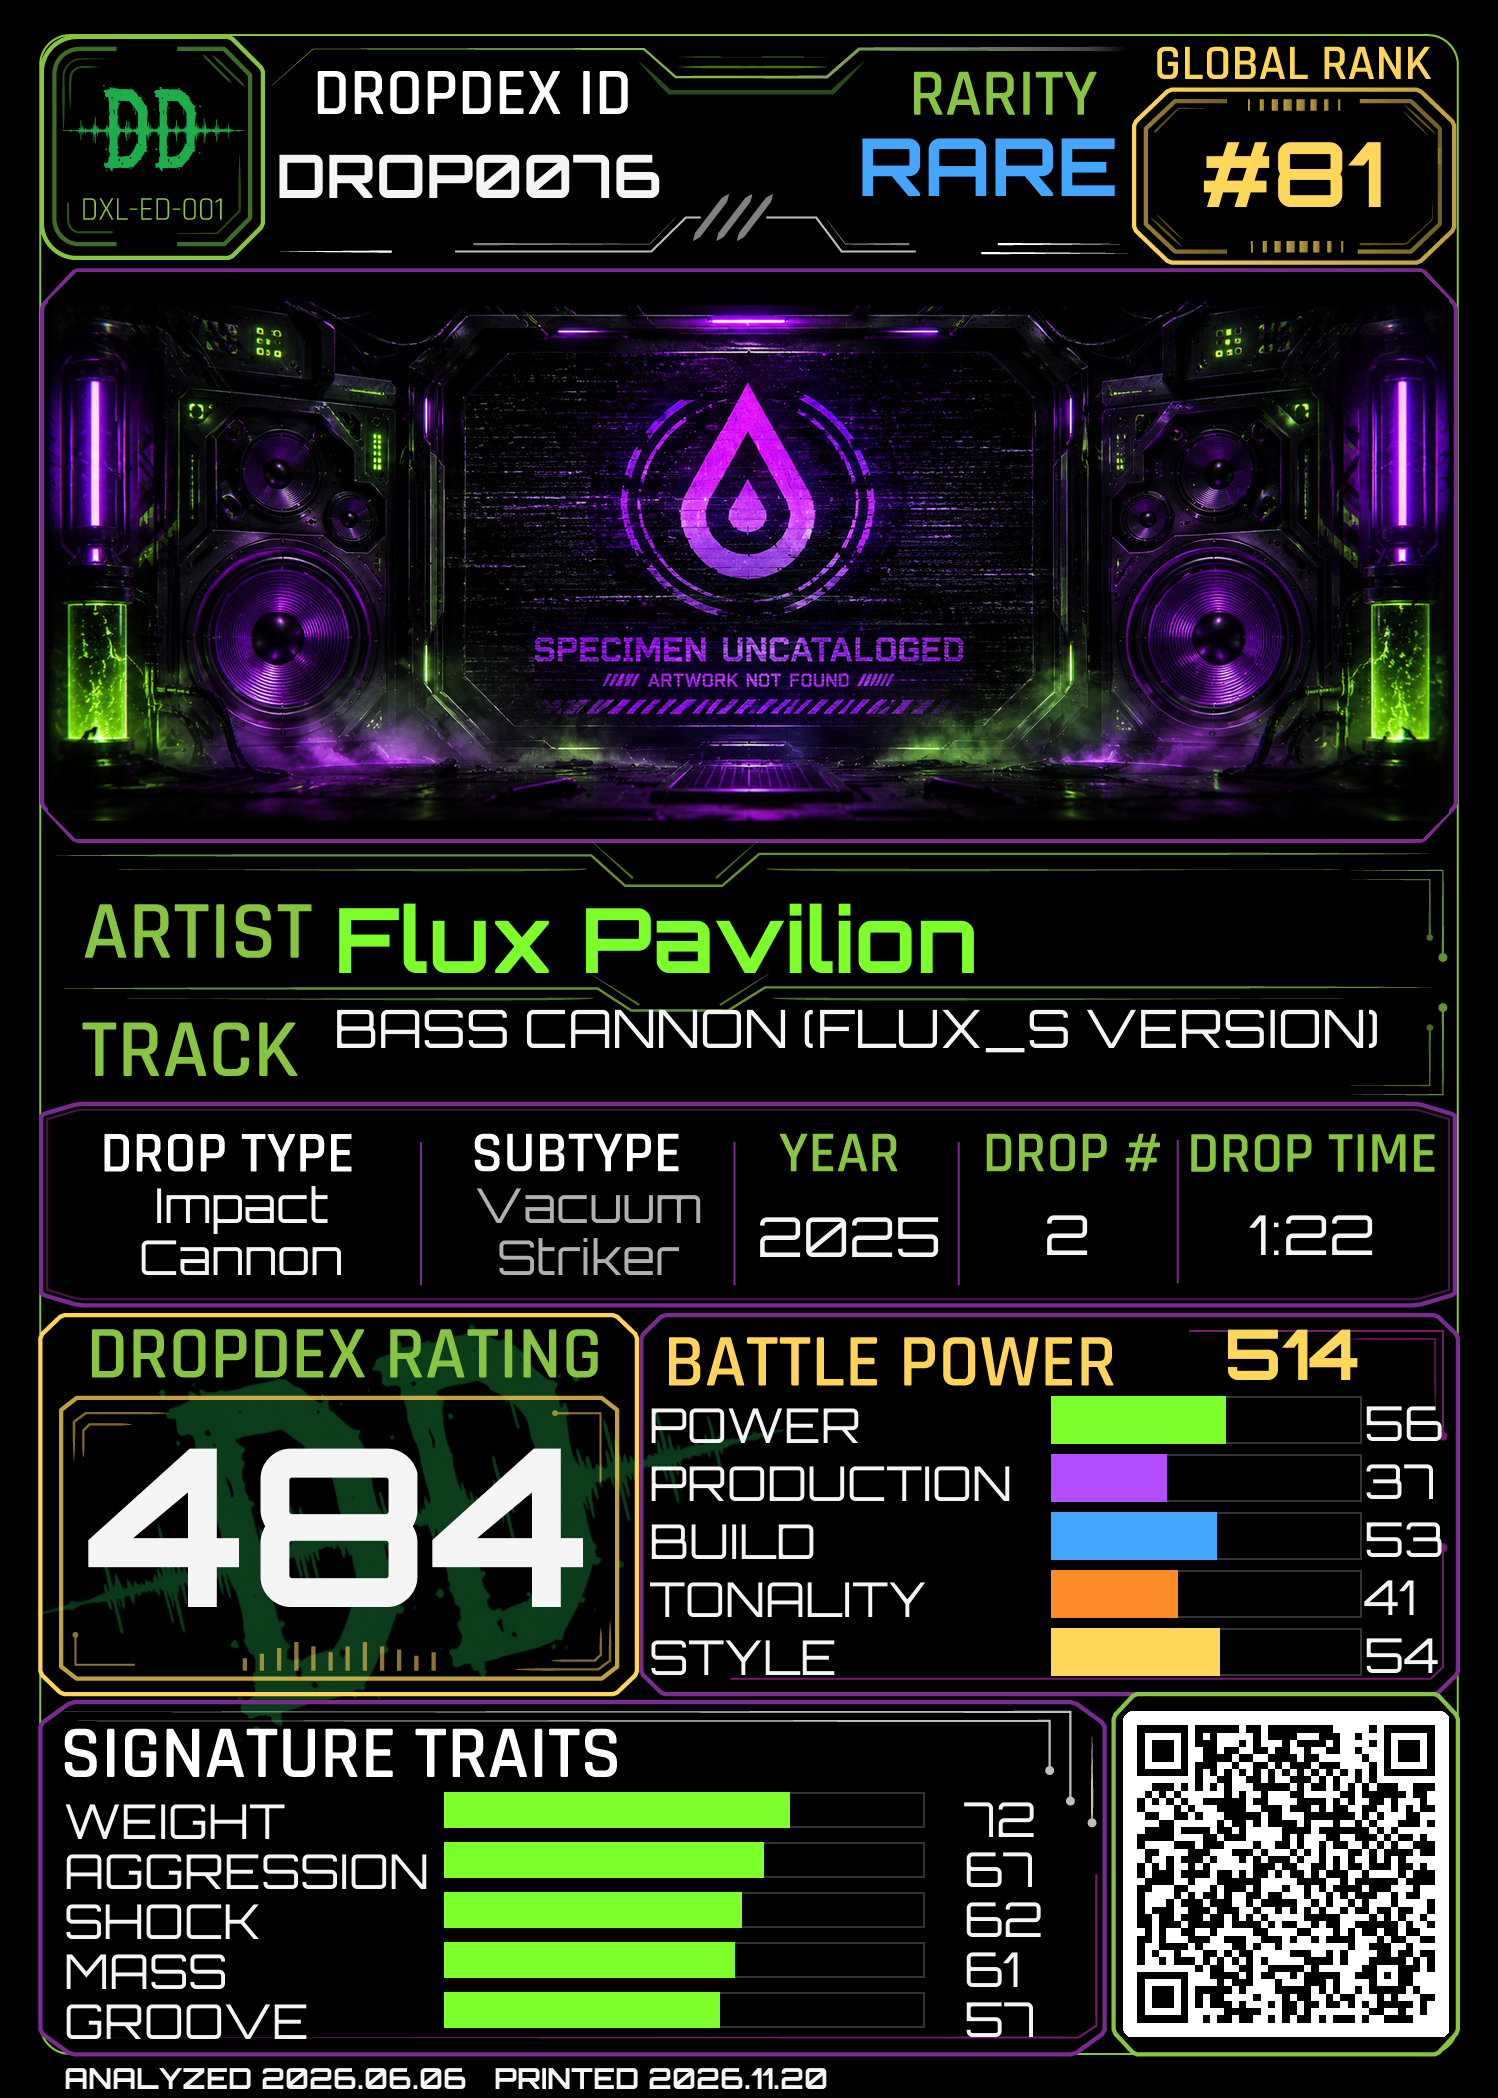 DD
DXL-ED-001
DROPDEX ID
DROP0076
RARITY
RARE
GLOBAL RANK
#81
SPECIMEN UNCATALOGED
///// ARTWORK NOT FOUND /////
ARTIST Flux Pavilion
TRACK BASS CANNON (FLUX_S VERSION)
DROP TYPE
Impact
Cannon
SUBTYPE
Vacuum
Striker
YEAR
2025
DROP #
2
DROP TIME
1:22
DROPDEX RATING
484
BATTLE POWER 514
POWER 56
PRODUCTION 37
BUILD 53
TONALITY 41
STYLE 54
SIGNATURE TRAITS
WEIGHT 72
AGGRESSION 67
SHOCK 62
MASS 61
GROOVE 57
ANALYZED 2026.06.06 PRINTED 2026.11.20